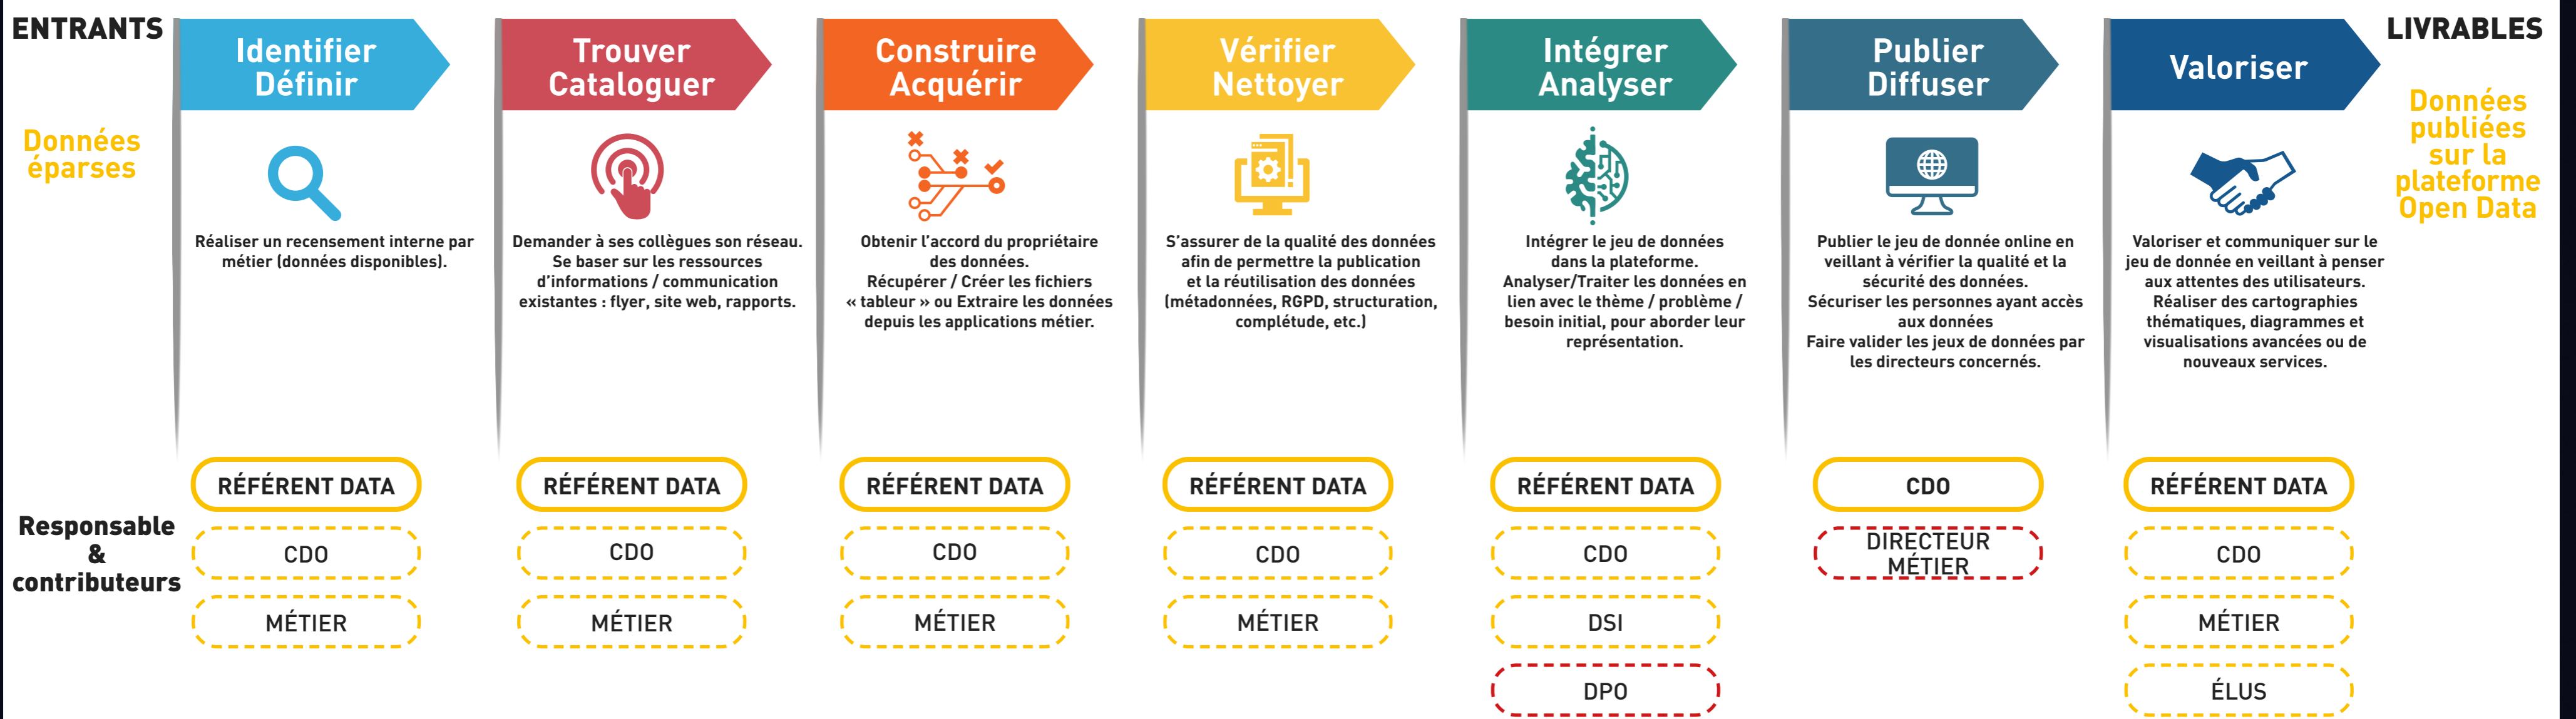 ENTRANTS
Données
éparses
Identifier
Définir
Réaliser un recensement interne par
métier (données disponibles).
Trouver
Cataloguer
Demander à ses collègues son réseau.
Se baser sur les ressources
d'informations / communication
existantes : flyer, site web, rapports.
Construire
Acquérir
Obtenir l'accord du propriétaire
des données.
Récupérer / Créer les fichiers
« tableur » ou Extraire les données
depuis les applications métier.
Vérifier
Nettoyer
S'assurer de la qualité des données
afin de permettre la publication
et la réutilisation des données
(métadonnées, RGPD, structuration,
complétude, etc.)
Intégrer
Analyser
Intégrer le jeu de données
dans la plateforme.
Analyser/Traiter les données en
lien avec le thème / problème /
besoin initial, pour aborder leur
représentation.
Publier
Diffuser
Publier le jeu de donnée online en
veillant à vérifier la qualité et la
sécurité des données.
Sécuriser les personnes ayant accès
aux données
Faire valider les jeux de données par
les directeurs concernés.
Valoriser
Valoriser et communiquer sur le
jeu de donnée en veillant à penser
aux attentes des utilisateurs.
Réaliser des cartographies
thématiques, diagrammes et
visualisations avancées ou de
nouveaux services.
LIVRABLES
Données
publiées
sur la
plateforme
Open Data
Responsable
&
contributeurs
RÉFÉRENT DATA
CDO
MÉTIER
RÉFÉRENT DATA
CDO
MÉTIER
RÉFÉRENT DATA
CDO
MÉTIER
RÉFÉRENT DATA
CDO
MÉTIER
RÉFÉRENT DATA
CDO
DSI
DPO
CDO
DIRECTEUR
MÉTIER
RÉFÉRENT DATA
CDO
MÉTIER
ÉLUS